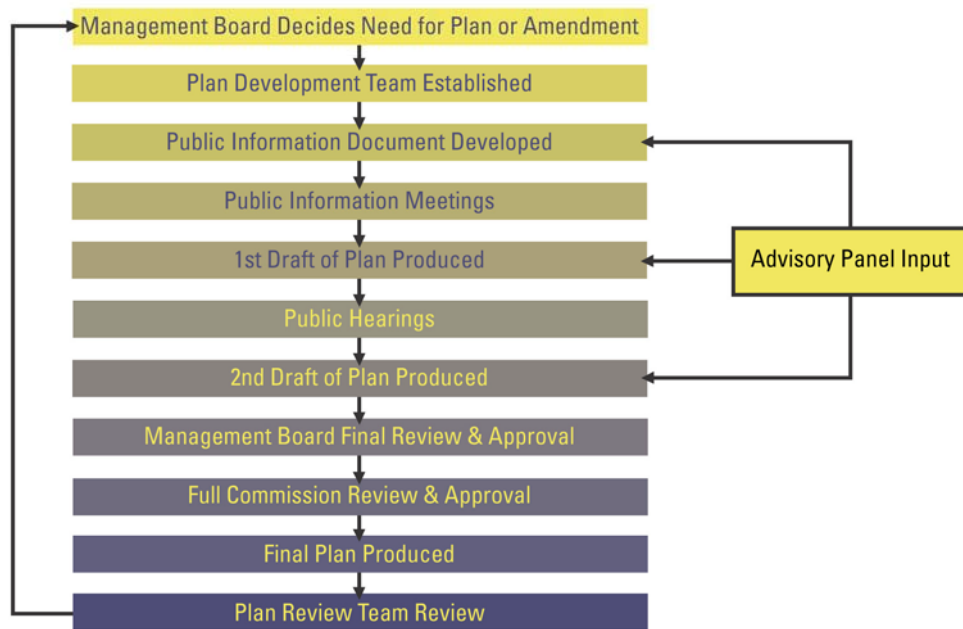 Management Board Decides Need for Plan or Amendment
Plan Development Team Established
Public Information Document Developed
Public Information Meetings
1st Draft of Plan Produced
Advisory Panel Input
Public Hearings
2nd Draft of Plan Produced
Management Board Final Review & Approval
Full Commission Review & Approval
Final Plan Produced
Plan Review Team Review